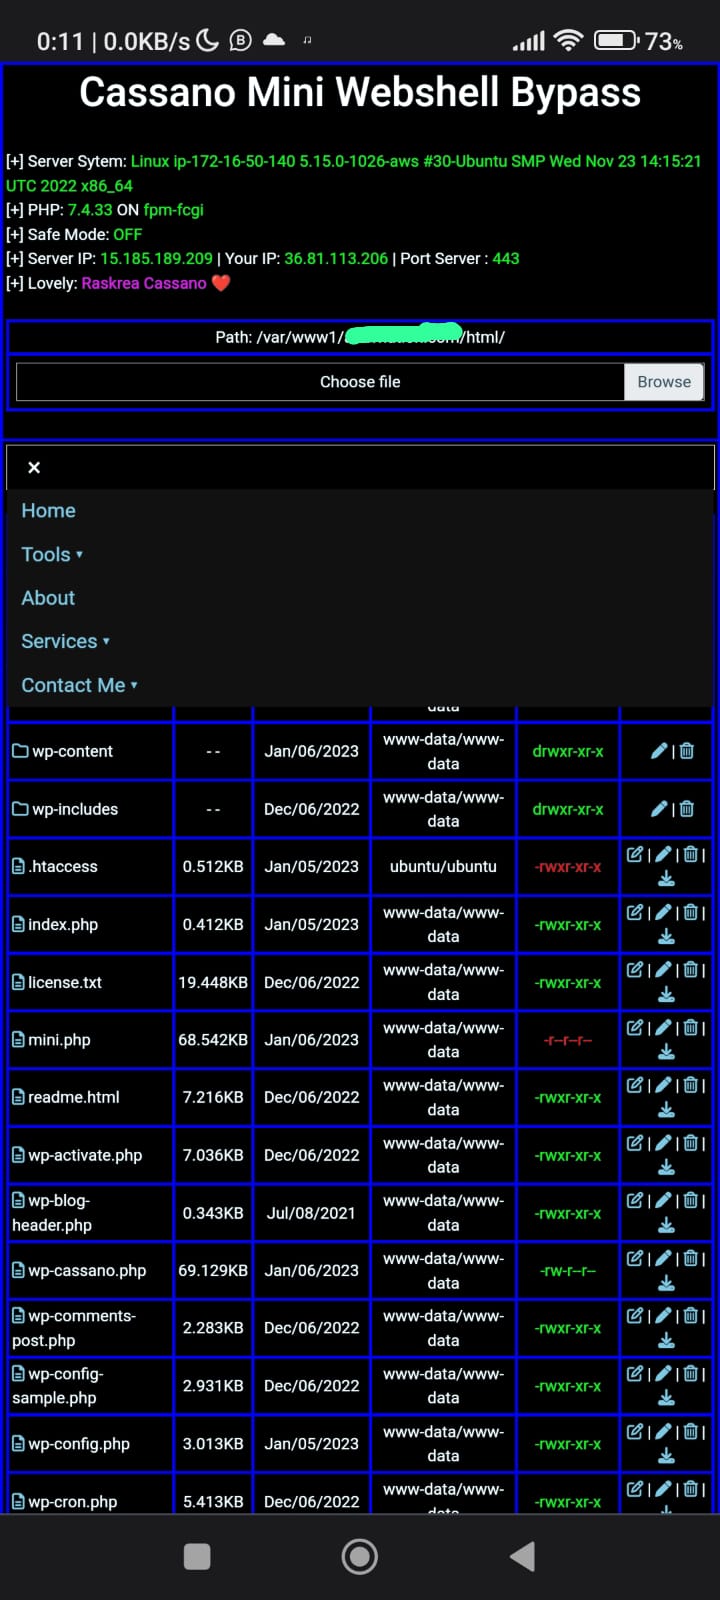 0:11 | 0.0KB/s
73%
Cassano Mini Webshell Bypass
[+] Server Sytem: Linux ip-172-16-50-140 5.15.0-1026-aws #30-Ubuntu SMP Wed Nov 23 14:15:21
UTC 2022 x86_64
[+] PHP: 7.4.33 ON fpm-fcgi
[+] Safe Mode: OFF
[+] Server IP: 15.185.189.209 | Your IP: 36.81.113.206 | Port Server : 443
[+] Lovely: Raskrea Cassano ❤️
Path: /var/www1/ /html/
Choose file Browse
×
Home
Tools ▾
About
Services ▾
Contact Me ▾
data
wp-content -- Jan/06/2023 www-data/www-
data drwxr-xr-x |
wp-includes -- Dec/06/2022 www-data/www-
data drwxr-xr-x |
.htaccess 0.512KB Jan/05/2023 ubuntu/ubuntu -rwxr-xr-x | | |
index.php 0.412KB Jan/05/2023 www-data/www-
data -rwxr-xr-x | | |
license.txt 19.448KB Dec/06/2022 www-data/www-
data -rwxr-xr-x | | |
mini.php 68.542KB Jan/06/2023 www-data/www-
data -r--r--r-- | | |
readme.html 7.216KB Dec/06/2022 www-data/www-
data -rwxr-xr-x | | |
wp-activate.php 7.036KB Dec/06/2022 www-data/www-
data -rwxr-xr-x | | |
wp-blog-
header.php 0.343KB Jul/08/2021 www-data/www-
data -rwxr-xr-x | | |
wp-cassano.php 69.129KB Jan/06/2023 www-data/www-
data -rw-r--r-- | | |
wp-comments-
post.php 2.283KB Dec/06/2022 www-data/www-
data -rwxr-xr-x | | |
wp-config-
sample.php 2.931KB Dec/06/2022 www-data/www-
data -rwxr-xr-x | | |
wp-config.php 3.013KB Jan/05/2023 www-data/www-
data -rwxr-xr-x | | |
wp-cron.php 5.413KB Dec/06/2022 www-data/www-
data -rwxr-xr-x | | |